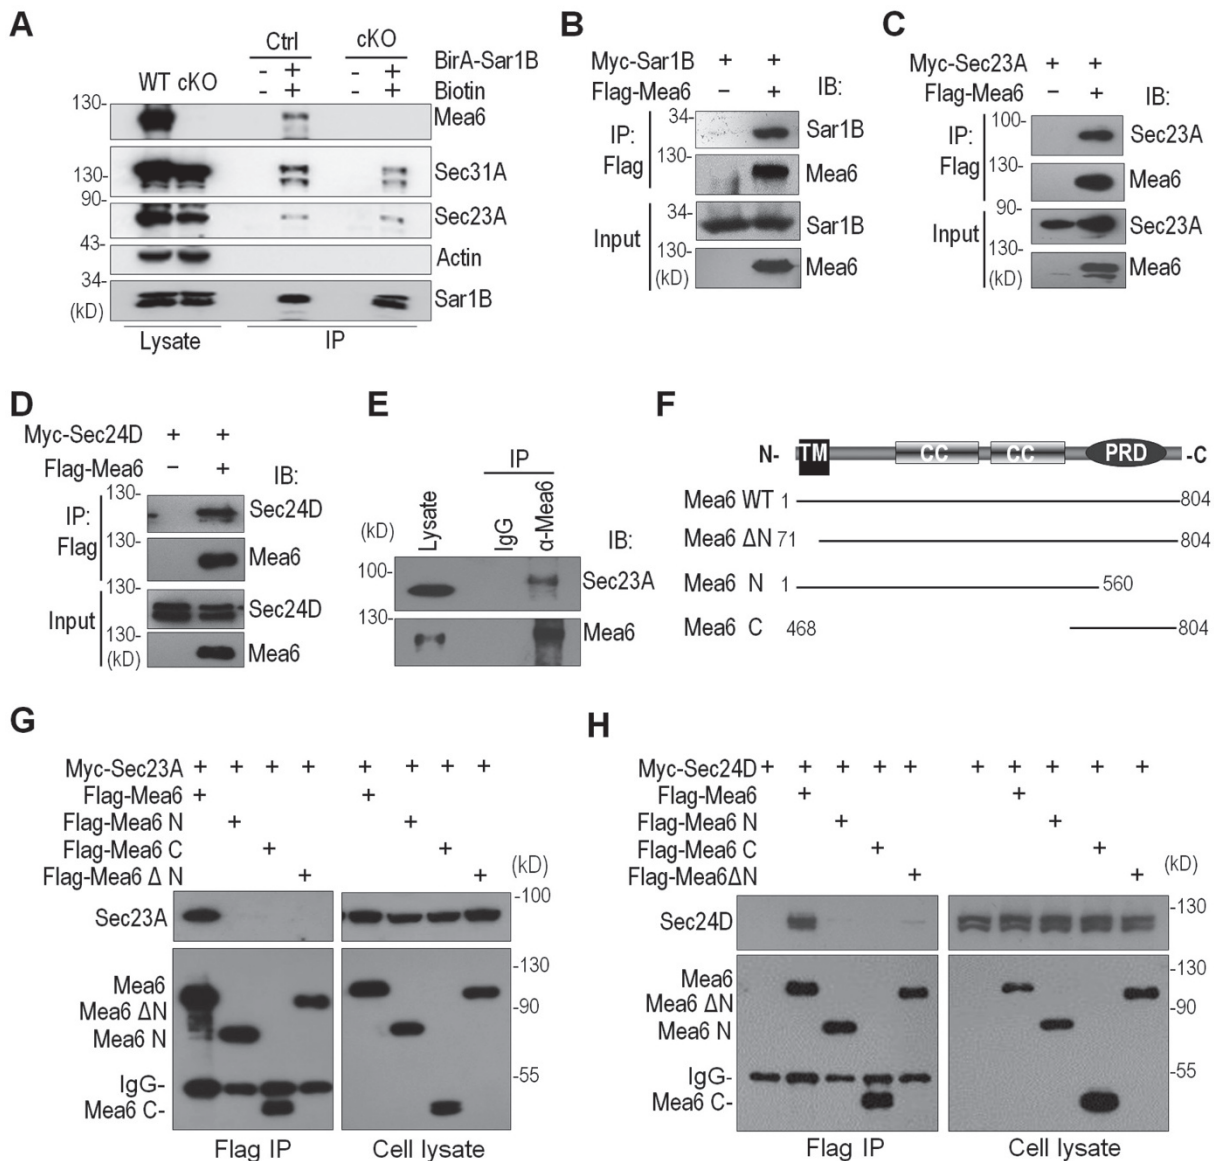 A
Ctrl cKO
- + - + BirA-Sar1B
WT cKO - + - + Biotin
130- Mea6
130- Sec31A
90- Sec23A
43- Actin
34- Sar1B
(kD)
Lysate IP
B
Myc-Sar1B + +
Flag-Mea6 – + IB:
IP: Flag
34- Sar1B
130- Mea6
Input
34- Sar1B
130- Mea6
(kD)
C
Myc-Sec23A + +
Flag-Mea6 – + IB:
IP: Flag
100- Sec23A
130- Mea6
Input
90- Sec23A
130- Mea6
(kD)
D
Myc-Sec24D + +
Flag-Mea6 – + IB:
IP: Flag
130- Sec24D
130- Mea6
Input
Sec24D
130- Mea6
(kD)
E
IP
(kD) Lysate IgG α-Mea6 IB:
100- Sec23A
130- Mea6
F
N- TM CC CC PRD -C
Mea6 WT 1 804
Mea6 ΔN 71 804
Mea6 N 1 560
Mea6 C 468 804
G
Myc-Sec23A + + + + + + + +
Flag-Mea6 + +
Flag-Mea6 N + +
Flag-Mea6 C + + (kD)
Flag-Mea6 Δ N + +
-100
Sec23A
-130
Mea6
Mea6 ΔN -90
Mea6 N
-55
IgG-
Mea6 C-
Flag IP Cell lysate
H
Myc-Sec24D + + + + + + + + + +
Flag-Mea6 + +
Flag-Mea6 N + +
Flag-Mea6 C + + (kD)
Flag-Mea6ΔN + +
-130
Sec24D
-130
Mea6
Mea6 ΔN -90
Mea6 N
-55
IgG-
Mea6 C-
Flag IP Cell lysate